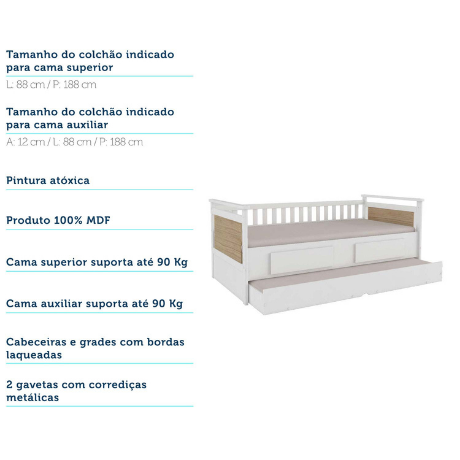 Tamanho do colchão indicado
para cama superior
L: 88 cm / P: 188 cm
Tamanho do colchão indicado
para cama auxiliar
A: 12 cm / L: 88 cm / P: 188 cm
Pintura atóxica
Produto 100% MDF
Cama superior suporta até 90 Kg
Cama auxiliar suporta até 90 Kg
Cabeceiras e grades com bordas
laqueadas
2 gavetas com corrediças
metálicas